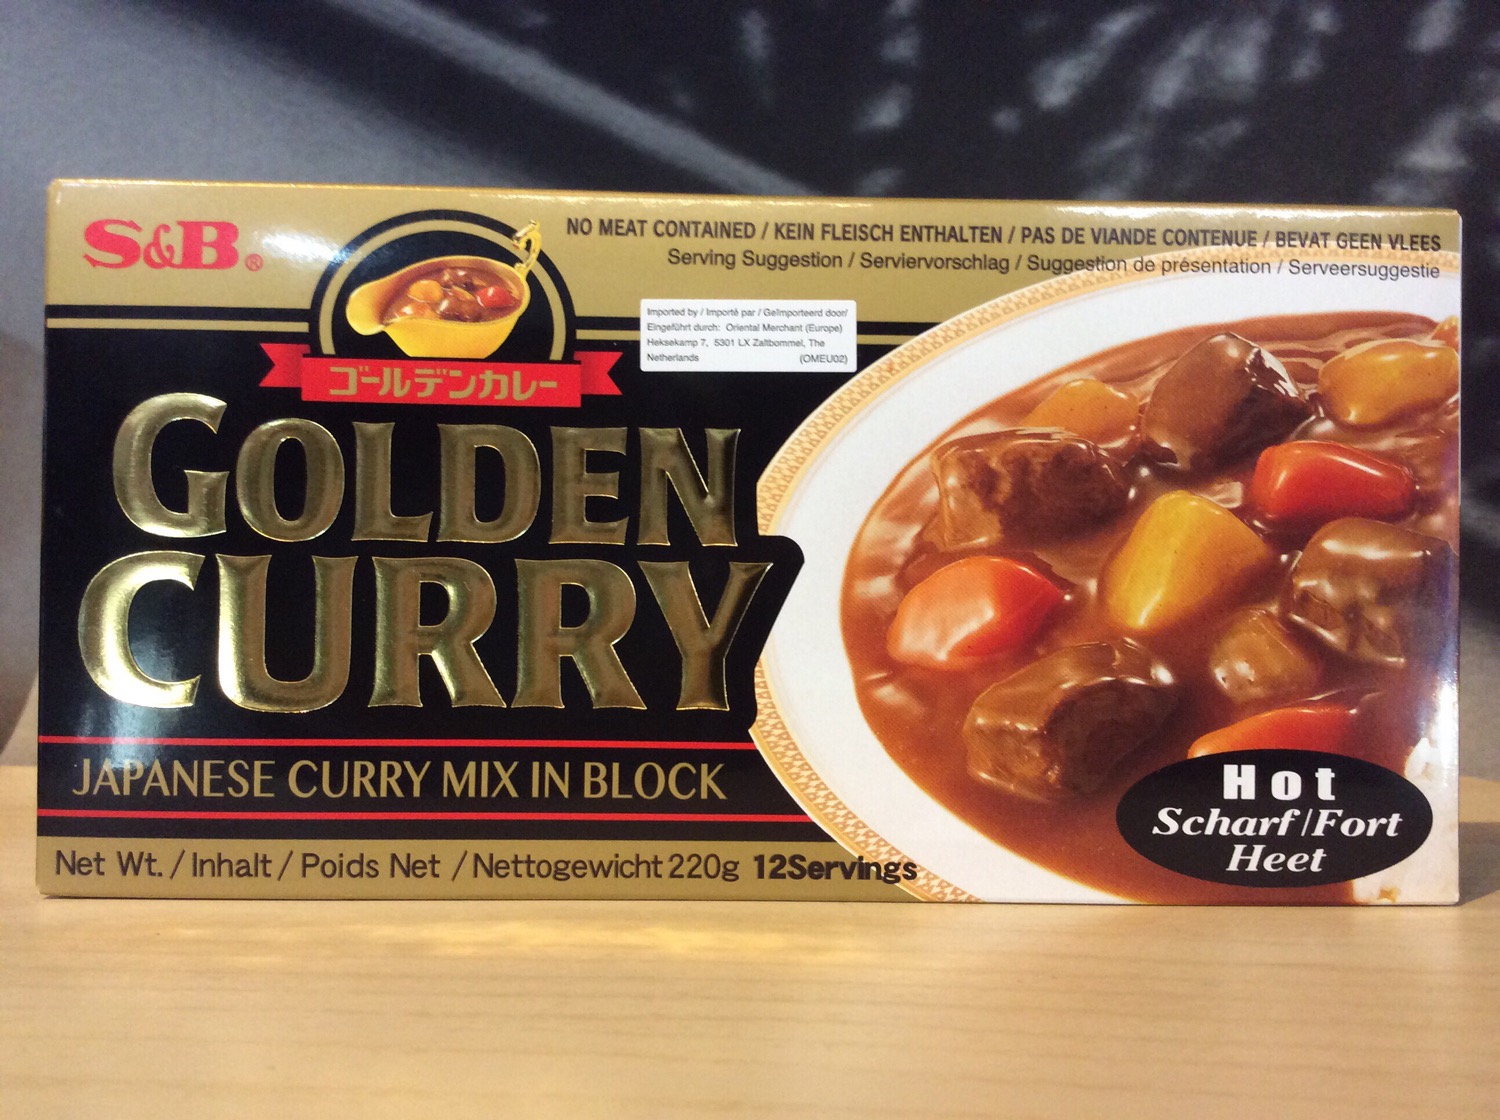 S&B®
NO MEAT CONTAINED / KEIN FLEISCH ENTHALTEN / PAS DE VIANDE CONTENUE / BEVAT GEEN VLEES
Serving Suggestion / Serviervorschlag / Suggestion de présentation / Serveersuggestie
Imported by / Importé par / Geïmporteerd door/
Eingeführt durch: Oriental Merchant (Europe)
Heksekamp 7, 5301 LX Zaltbommel, The
Netherlands (OMEU02)
ゴールデンカレー
GOLDEN
CURRY
JAPANESE CURRY MIX IN BLOCK
Net Wt. / Inhalt / Poids Net / Nettogewicht 220g 12Servings
Hot
Scharf/Fort
Heet